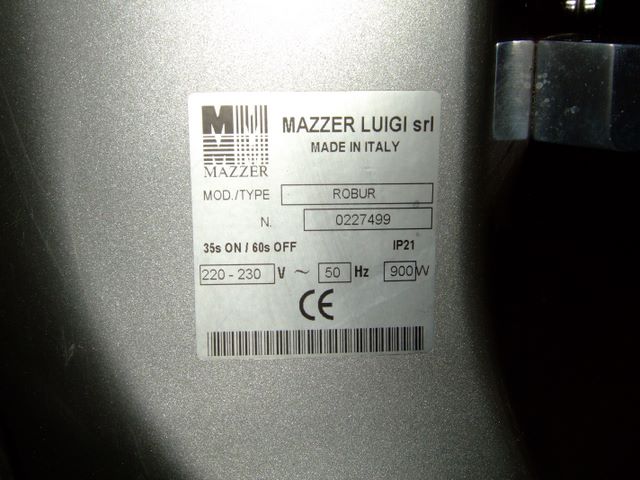 MAZZER LUIGI srl
MADE IN ITALY
M
MAZZER
MOD./TYPE ROBUR
N. 0227499
35s ON / 60s OFF IP21
220 - 230 V ~ 50 Hz 900W
CE